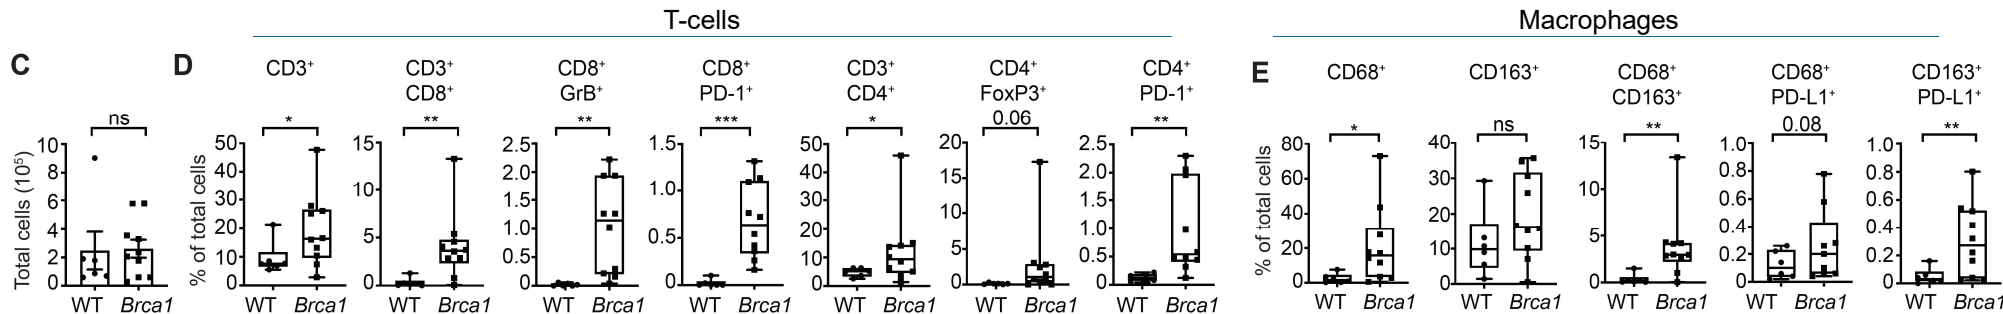 T-cells
Macrophages
C
D
E
CD3⁺
CD3⁺
CD8⁺
CD8⁺
GrB⁺
CD8⁺
PD-1⁺
CD3⁺
CD4⁺
CD4⁺
FoxP3⁺
CD4⁺
PD-1⁺
CD68⁺
CD163⁺
CD68⁺
CD163⁺
CD68⁺
PD-L1⁺
CD163⁺
PD-L1⁺
ns
*
**
**
***
*
0.06
**
*
ns
**
0.08
**
Total cells (10⁵)
10
8
6
4
2
0
WT Brca1
% of total cells
50
40
30
20
10
0
WT Brca1
15
10
5
0
WT Brca1
2.5
2.0
1.5
1.0
0.5
0.0
WT Brca1
1.5
1.0
0.5
0.0
WT Brca1
50
40
30
20
10
0
WT Brca1
20
15
10
5
0
WT Brca1
2.5
2.0
1.5
1.0
0.5
0.0
WT Brca1
% of total cells
80
60
40
20
0
WT Brca1
40
30
20
10
0
WT Brca1
15
10
5
0
WT Brca1
1.0
0.8
0.6
0.4
0.2
0.0
WT Brca1
1.0
0.8
0.6
0.4
0.2
0.0
WT Brca1